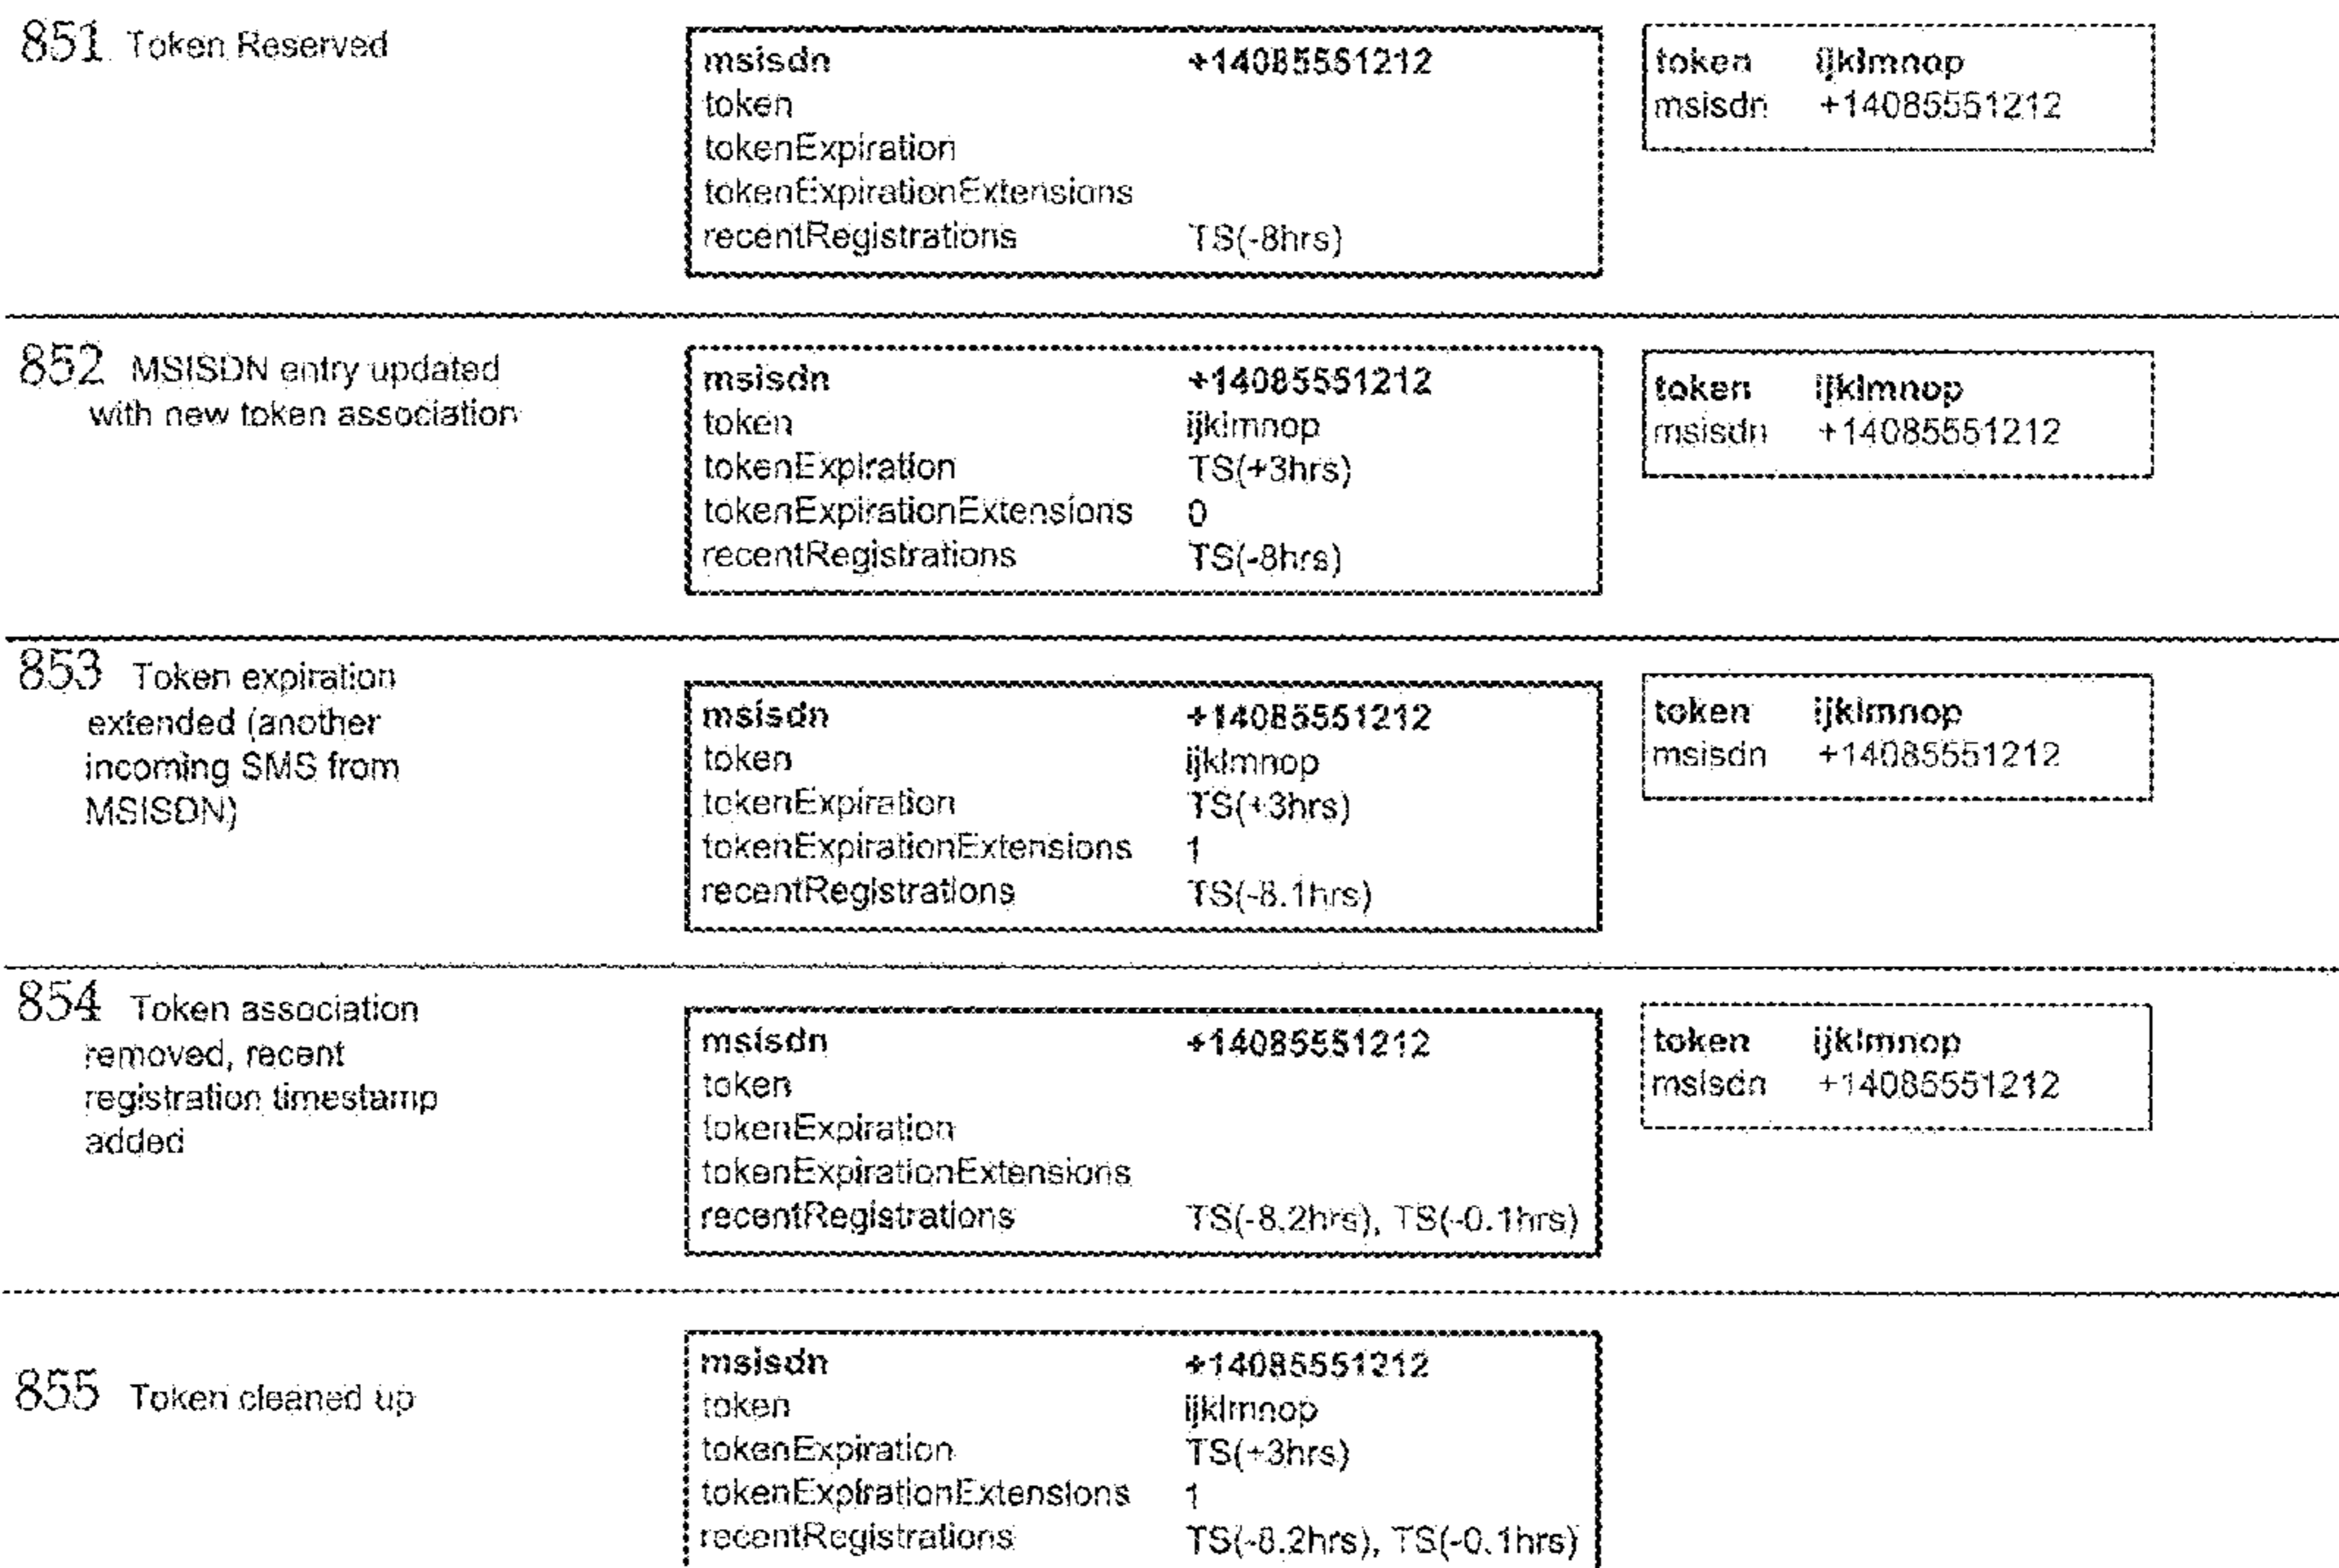 851 Token Reserved
msisdn +14085551212
token
tokenExpiration
tokenExpirationExtensions
recentRegistrations TS(-8hrs)
token ijklmnop
msisdn +14085551212
852 MSISDN entry updated
with new token association
msisdn +14085551212
token ijklmnop
tokenExpiration TS(+3hrs)
tokenExpirationExtensions 0
recentRegistrations TS(-8hrs)
token ijklmnop
msisdn +14085551212
853 Token expiration
extended (another
incoming SMS from
MSISDN)
msisdn +14085551212
token ijklmnop
tokenExpiration TS(+3hrs)
tokenExpirationExtensions 1
recentRegistrations TS(-8.1hrs)
token ijklmnop
msisdn +14085551212
854 Token association
removed, recent
registration timestamp
added
msisdn +14085551212
token
tokenExpiration
tokenExpirationExtensions
recentRegistrations TS(-8.2hrs), TS(-0.1hrs)
token ijklmnop
msisdn +14085551212
855 Token cleaned up
msisdn +14085551212
token ijklmnop
tokenExpiration TS(+3hrs)
tokenExpirationExtensions 1
recentRegistrations TS(-8.2hrs), TS(-0.1hrs)